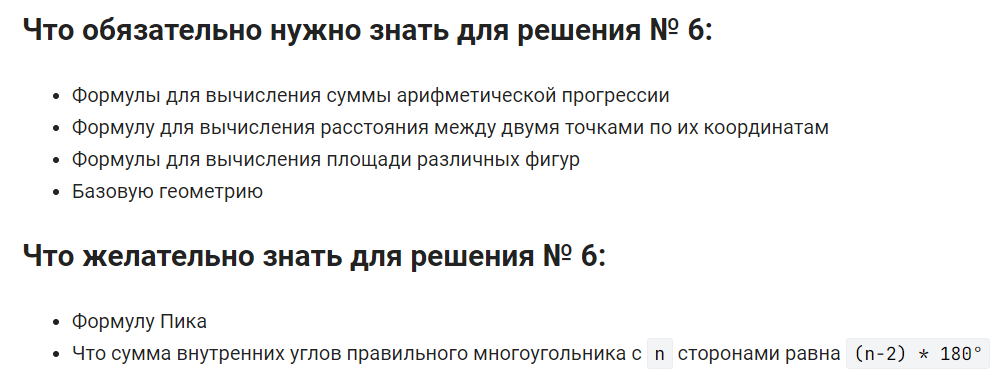 Что обязательно нужно знать для решения № 6:
• Формулы для вычисления суммы арифметической прогрессии
• Формулу для вычисления расстояния между двумя точками по их координатам
• Формулы для вычисления площади различных фигур
• Базовую геометрию
Что желательно знать для решения № 6:
• Формулу Пика
• Что сумма внутренних углов правильного многоугольника с n сторонами равна (n-2) * 180°